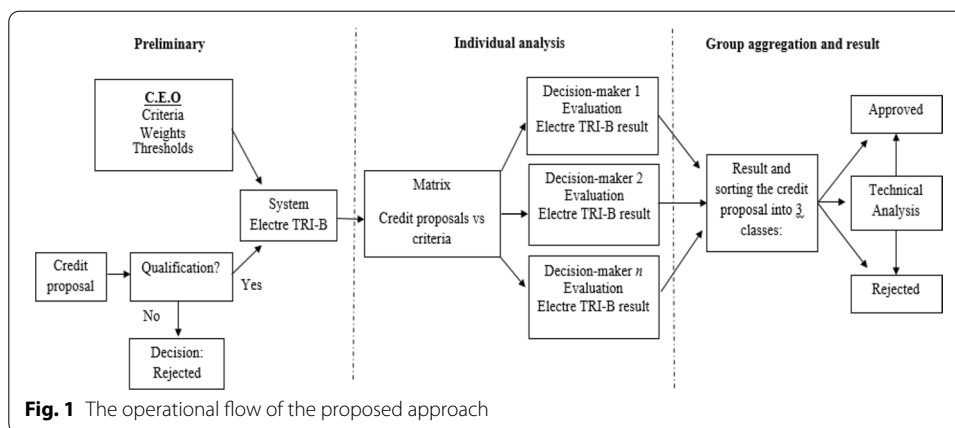 Preliminary
Individual analysis
Group aggregation and result
C.E.O
Criteria
Weights
Thresholds
System
Electre TRI-B
Credit
proposal
Qualification?
Yes
No
Decision:
Rejected
Matrix
Credit proposals vs
criteria
Decision-maker 1
Evaluation
Electre TRI-B result
Decision-maker 2
Evaluation
Electre TRI-B result
Decision-maker n
Evaluation
Electre TRI-B result
Result and
sorting the credit
proposal into 3
classes:
Approved
Technical
Analysis
Rejected
Fig. 1 The operational flow of the proposed approach